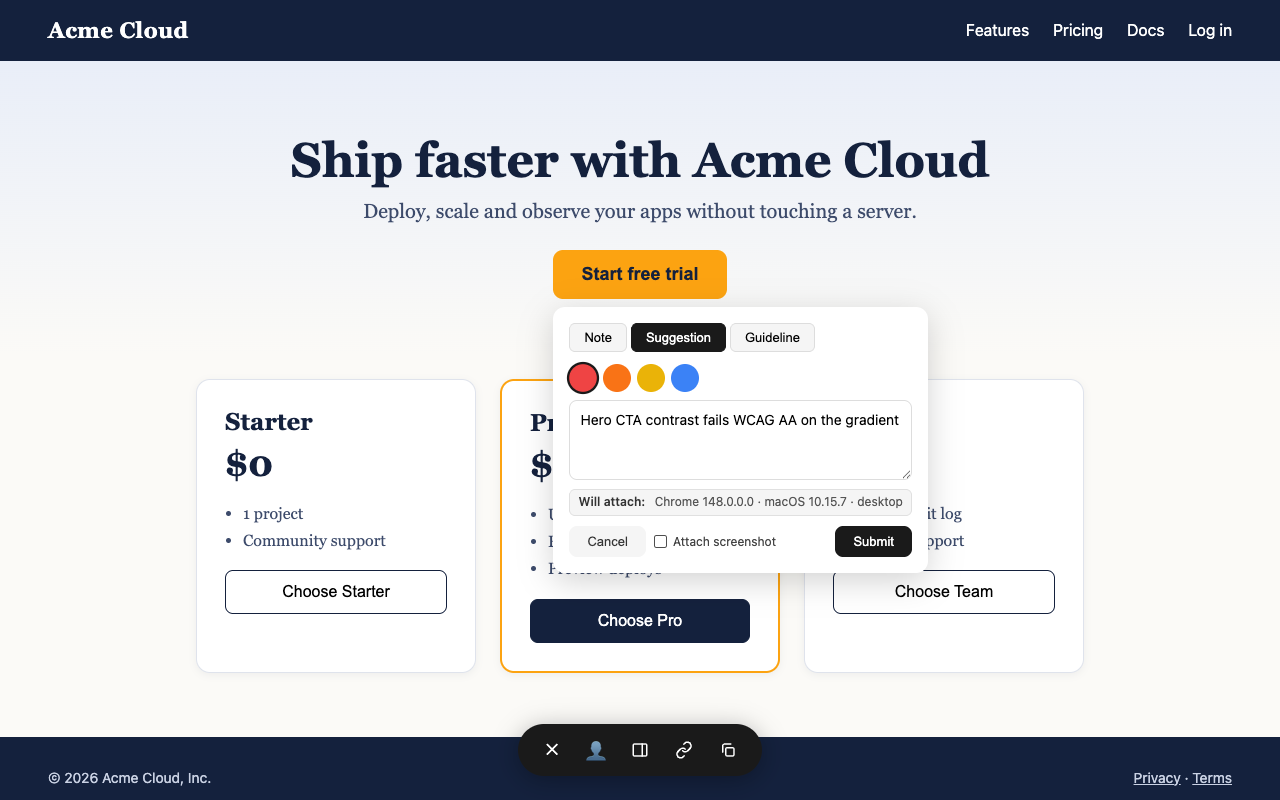 Acme Cloud
Features Pricing Docs Log in
Ship faster with Acme Cloud
Deploy, scale and observe your apps without touching a server.
Start free trial
Note Suggestion Guideline
Hero CTA contrast fails WCAG AA on the gradient
Will attach: Chrome 148.0.0.0 · macOS 10.15.7 · desktop
Cancel Attach screenshot Submit
Starter
$0
• 1 project
• Community support
Choose Starter
$
Choose Pro
log
Choose Team
© 2026 Acme Cloud, Inc.
Privacy · Terms